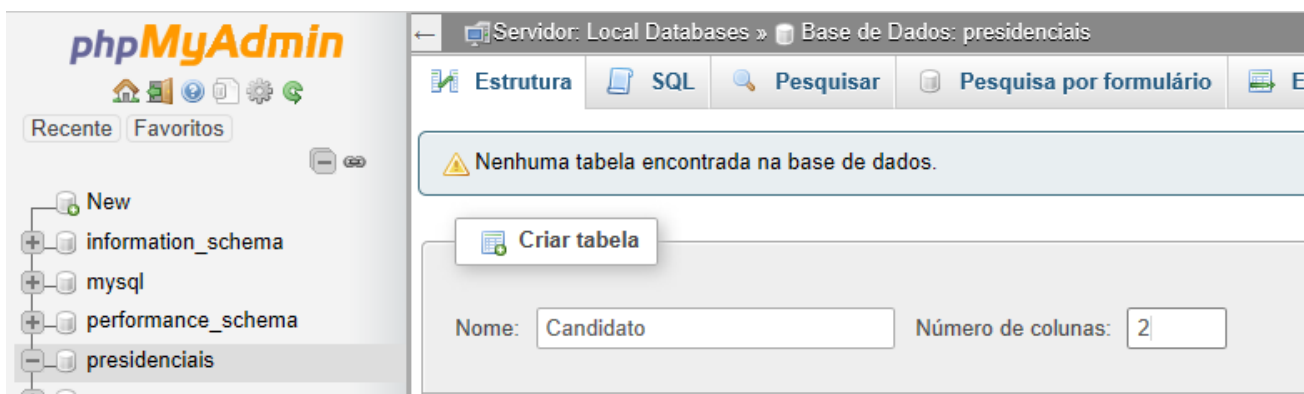 phpMyAdmin
Recente Favoritos
New
information_schema
mysql
performance_schema
presidenciais
Servidor: Local Databases » Base de Dados: presidenciais
Estrutura SQL Pesquisar Pesquisa por formulário E
Nenhuma tabela encontrada na base de dados.
Criar tabela
Nome: Candidato Número de colunas: 2